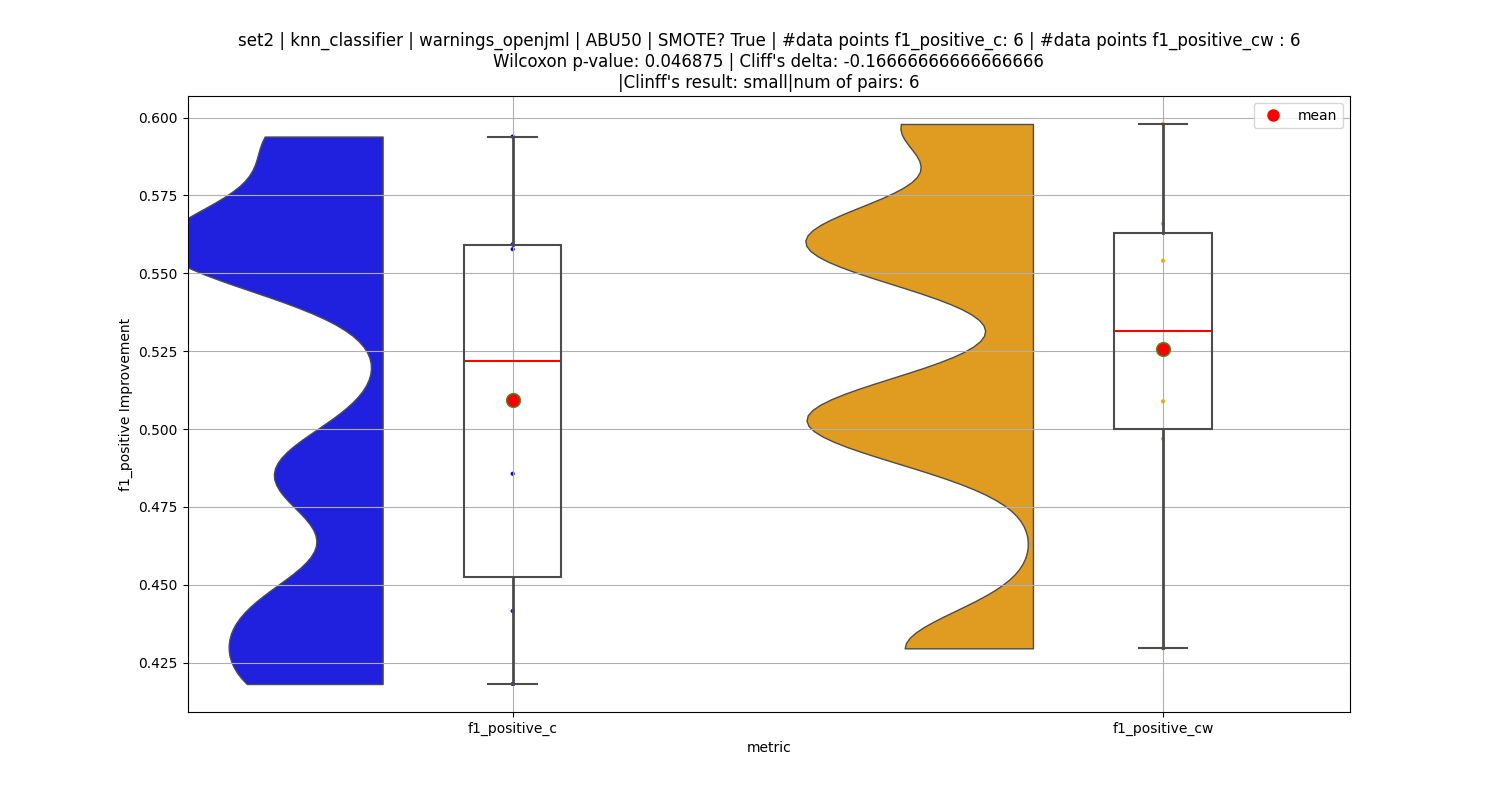 set2 | knn_classifier | warnings_openjml | ABU50 | SMOTE? True | #data points f1_positive_c: 6 | #data points f1_positive_cw : 6
Wilcoxon p-value: 0.046875 | Cliff's delta: -0.16666666666666666
|Clinff's result: small|num of pairs: 6
mean
0.600
0.575
0.550
0.525
0.500
0.475
0.450
0.425
f1_positive Improvement
f1_positive_c
f1_positive_cw
metric